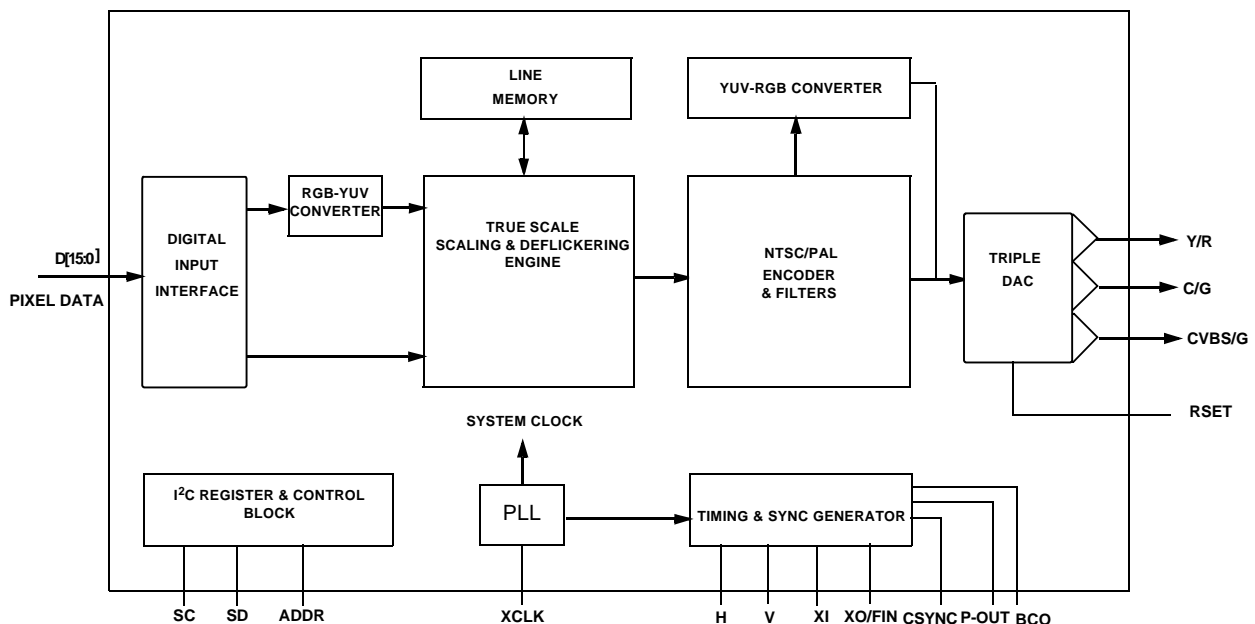 LINE
MEMORY
YUV-RGB CONVERTER
RGB-YUV
CONVERTER
TRUE SCALE
SCALING & DEFLICKERING
ENGINE
D[15:0]
PIXEL DATA
DIGITAL
INPUT
INTERFACE
NTSC/PAL
ENCODER
& FILTERS
TRIPLE
DAC
Y/R
C/G
CVBS/G
RSET
SYSTEM CLOCK
I²C REGISTER & CONTROL
BLOCK
PLL
TIMING & SYNC GENERATOR
SC SD ADDR XCLK H V XI XO/FIN CSYNC P-OUT BCO